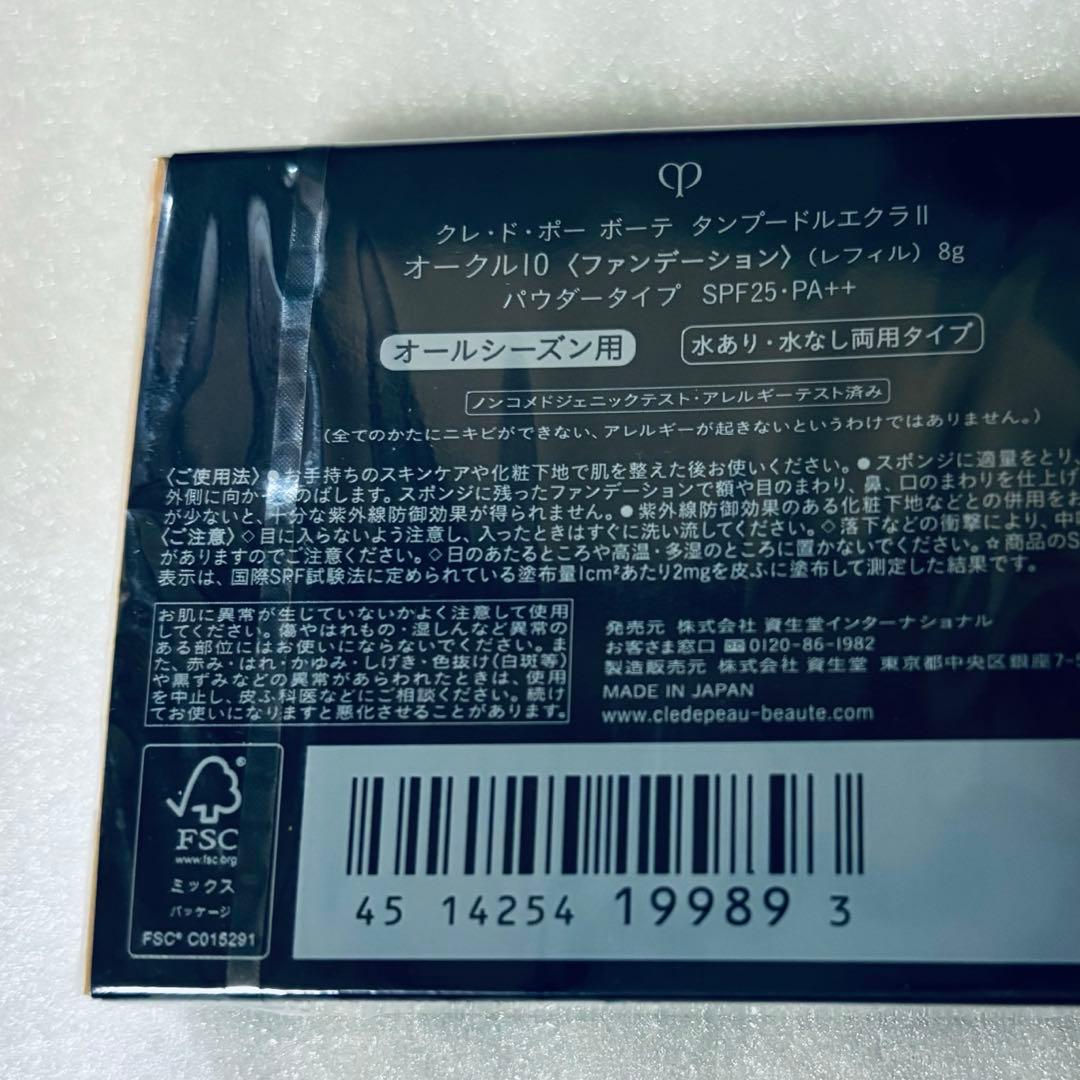 クレ・ド・ポー ボーテ タンプードルエクラⅡ
オークル10〈ファンデーション〉(レフィル) 8g
パウダータイプ SPF25・PA++
オールシーズン用
水あり・水なし両用タイプ
ノンコメドジェニックテスト・アレルギーテスト済み
(全てのかたにニキビができない、アレルギーが起きないというわけではありません。)
〈ご使用法〉●お手持ちのスキンケアや化粧下地で肌を整えた後お使いください。●スポンジに適量をとり、
外側に向か のばします。スポンジに残ったファンデーションで額や目のまわり、鼻、口のまわりを仕上げ
が少ないと、十分な紫外線防御効果が得られません。●紫外線防御効果のある化粧下地などとの併用をお
〈ご注意〉◇目に入らないよう注意し、入ったときはすぐに洗い流してください。◇落下などの衝撃により、中
がありますのでご注意ください。◇日のあたるところや高温・多湿のところに置かないでください。☆商品のS
表示は、国際SPF試験法に定められている塗布量1cm²あたり2mgを皮ふに塗布して測定した結果です。
お肌に異常が生じていないかよく注意して使用
してください。傷やはれもの・湿しんなど異常の
ある部位にはお使いにならないでください。ま
た、赤み・はれ・かゆみ・しげき・色抜け(白斑等)
や黒ずみなどの異常があらわれたときは、使用
を中止し、皮ふ科医などにご相談ください。続け
てお使いになりますと悪化させることがあります。
発売元 株式会社 資生堂インターナショナル
お客さま窓口 0120-86-1982
製造販売元 株式会社 資生堂 東京都中央区銀座7-5
MADE IN JAPAN
www.cledepeau-beaute.com
FSC
www.fsc.org
ミックス
パッケージ
FSC® C015291
45 14254 19989 3